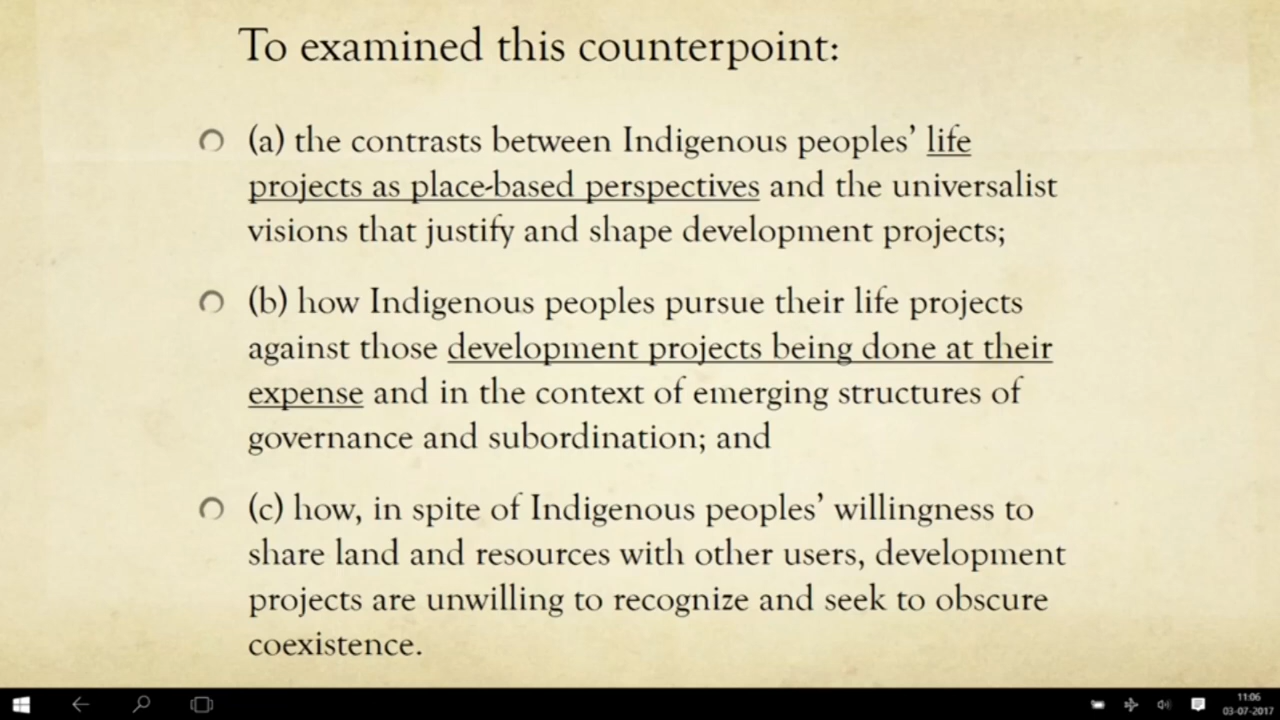 To examined this counterpoint:
(a) the contrasts between Indigenous peoples’ life
projects as place-based perspectives and the universalist
visions that justify and shape development projects;
(b) how Indigenous peoples pursue their life projects
against those development projects being done at their
expense and in the context of emerging structures of
governance and subordination; and
(c) how, in spite of Indigenous peoples’ willingness to
share land and resources with other users, development
projects are unwilling to recognize and seek to obscure
coexistence.
11:06
03-07-2017